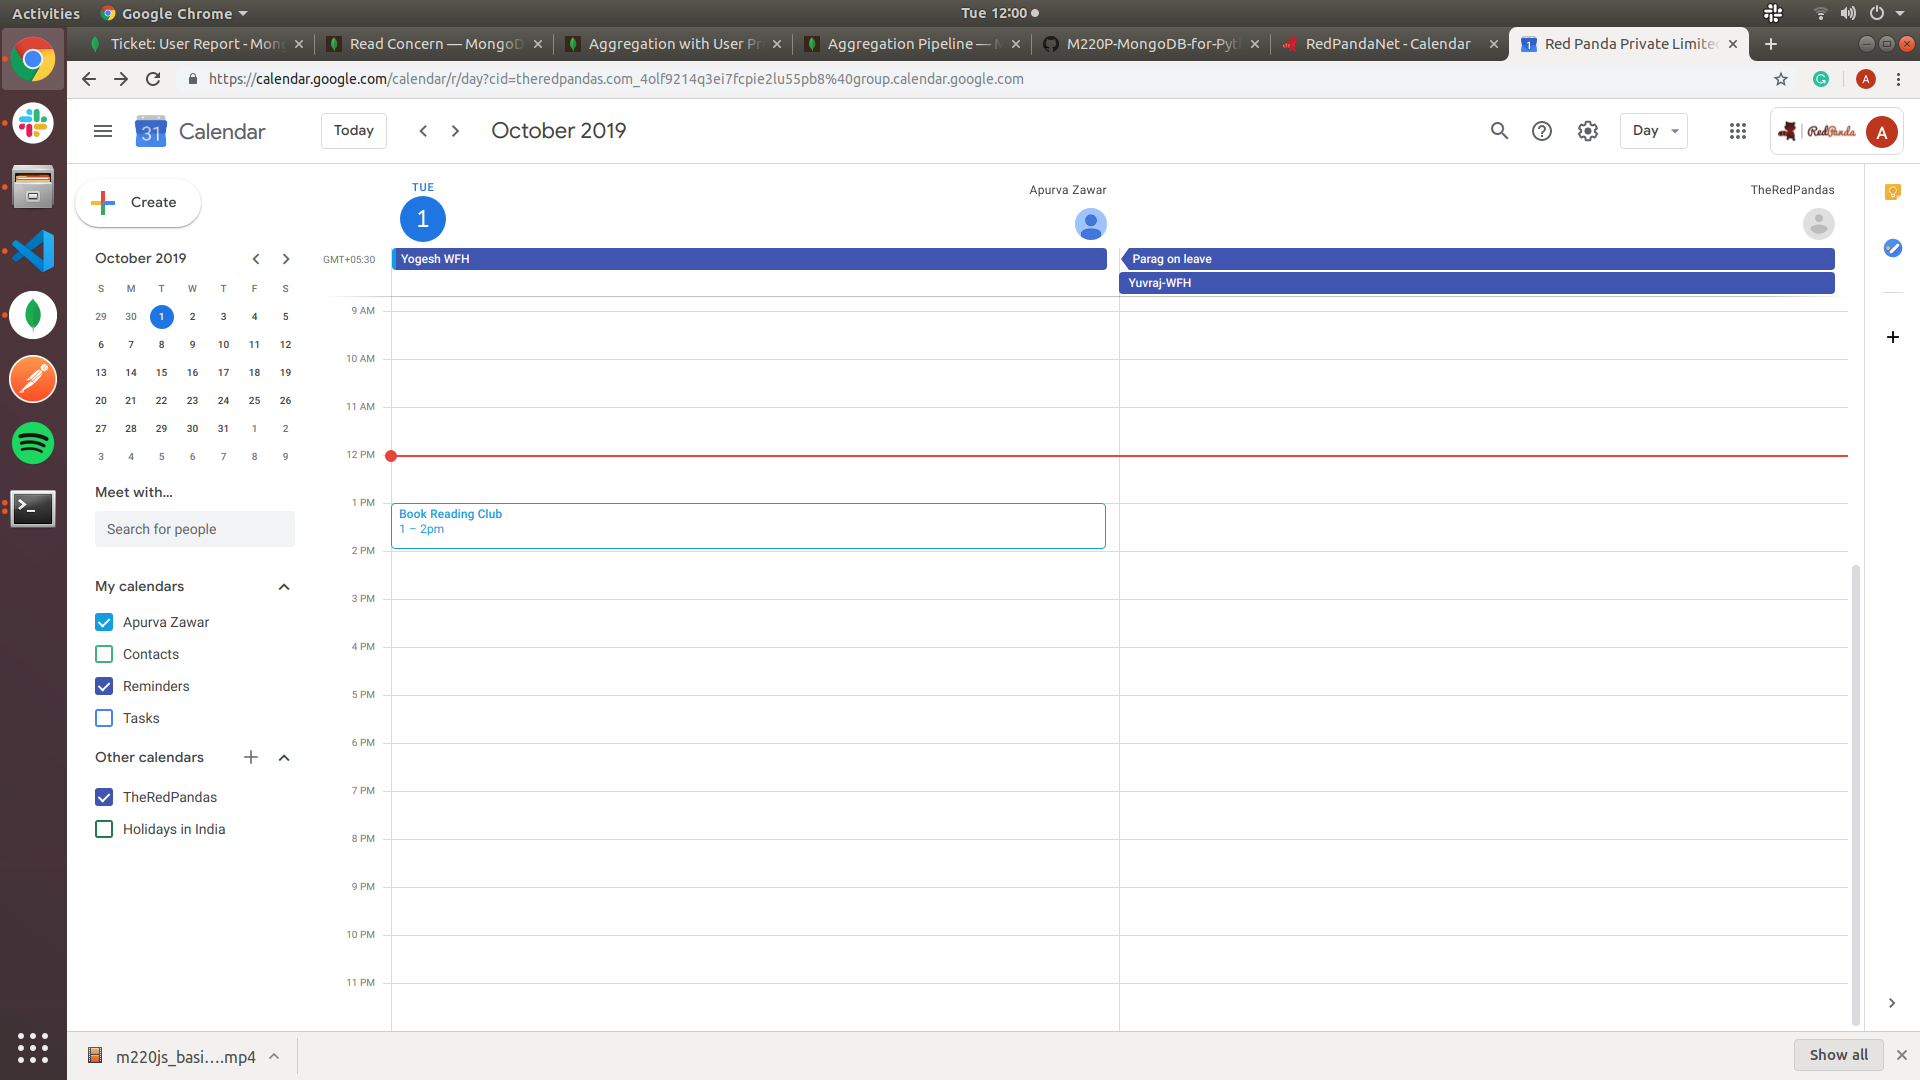 Activities
Google Chrome
Tue 12:00
Ticket: User Report - Mon
Read Concern — MongoD
Aggregation with User Pr
Aggregation Pipeline —
M220P-MongoDB-for-Pyt
RedPandaNet - Calendar
Red Panda Private Limited
https://calendar.google.com/calendar/r/day?cid=theredpandas.com_4olf9214q3ei7fcpie2lu55pb8%40group.calendar.google.com
A
31
Calendar
Today
October 2019
Day
RedPanda
A
Create
TUE
1
Apurva Zawar
TheRedPandas
GMT+05:30
Yogesh WFH
Parag on leave
Yuvraj-WFH
October 2019
S M T W T F S
29 30 1 2 3 4 5
6 7 8 9 10 11 12
13 14 15 16 17 18 19
20 21 22 23 24 25 26
27 28 29 30 31 1 2
3 4 5 6 7 8 9
Meet with...
Search for people
My calendars
Apurva Zawar
Contacts
Reminders
Tasks
Other calendars
TheRedPandas
Holidays in India
9 AM
10 AM
11 AM
12 PM
1 PM
Book Reading Club
1 – 2pm
2 PM
3 PM
4 PM
5 PM
6 PM
7 PM
8 PM
9 PM
10 PM
11 PM
m220js_basi....mp4
Show all